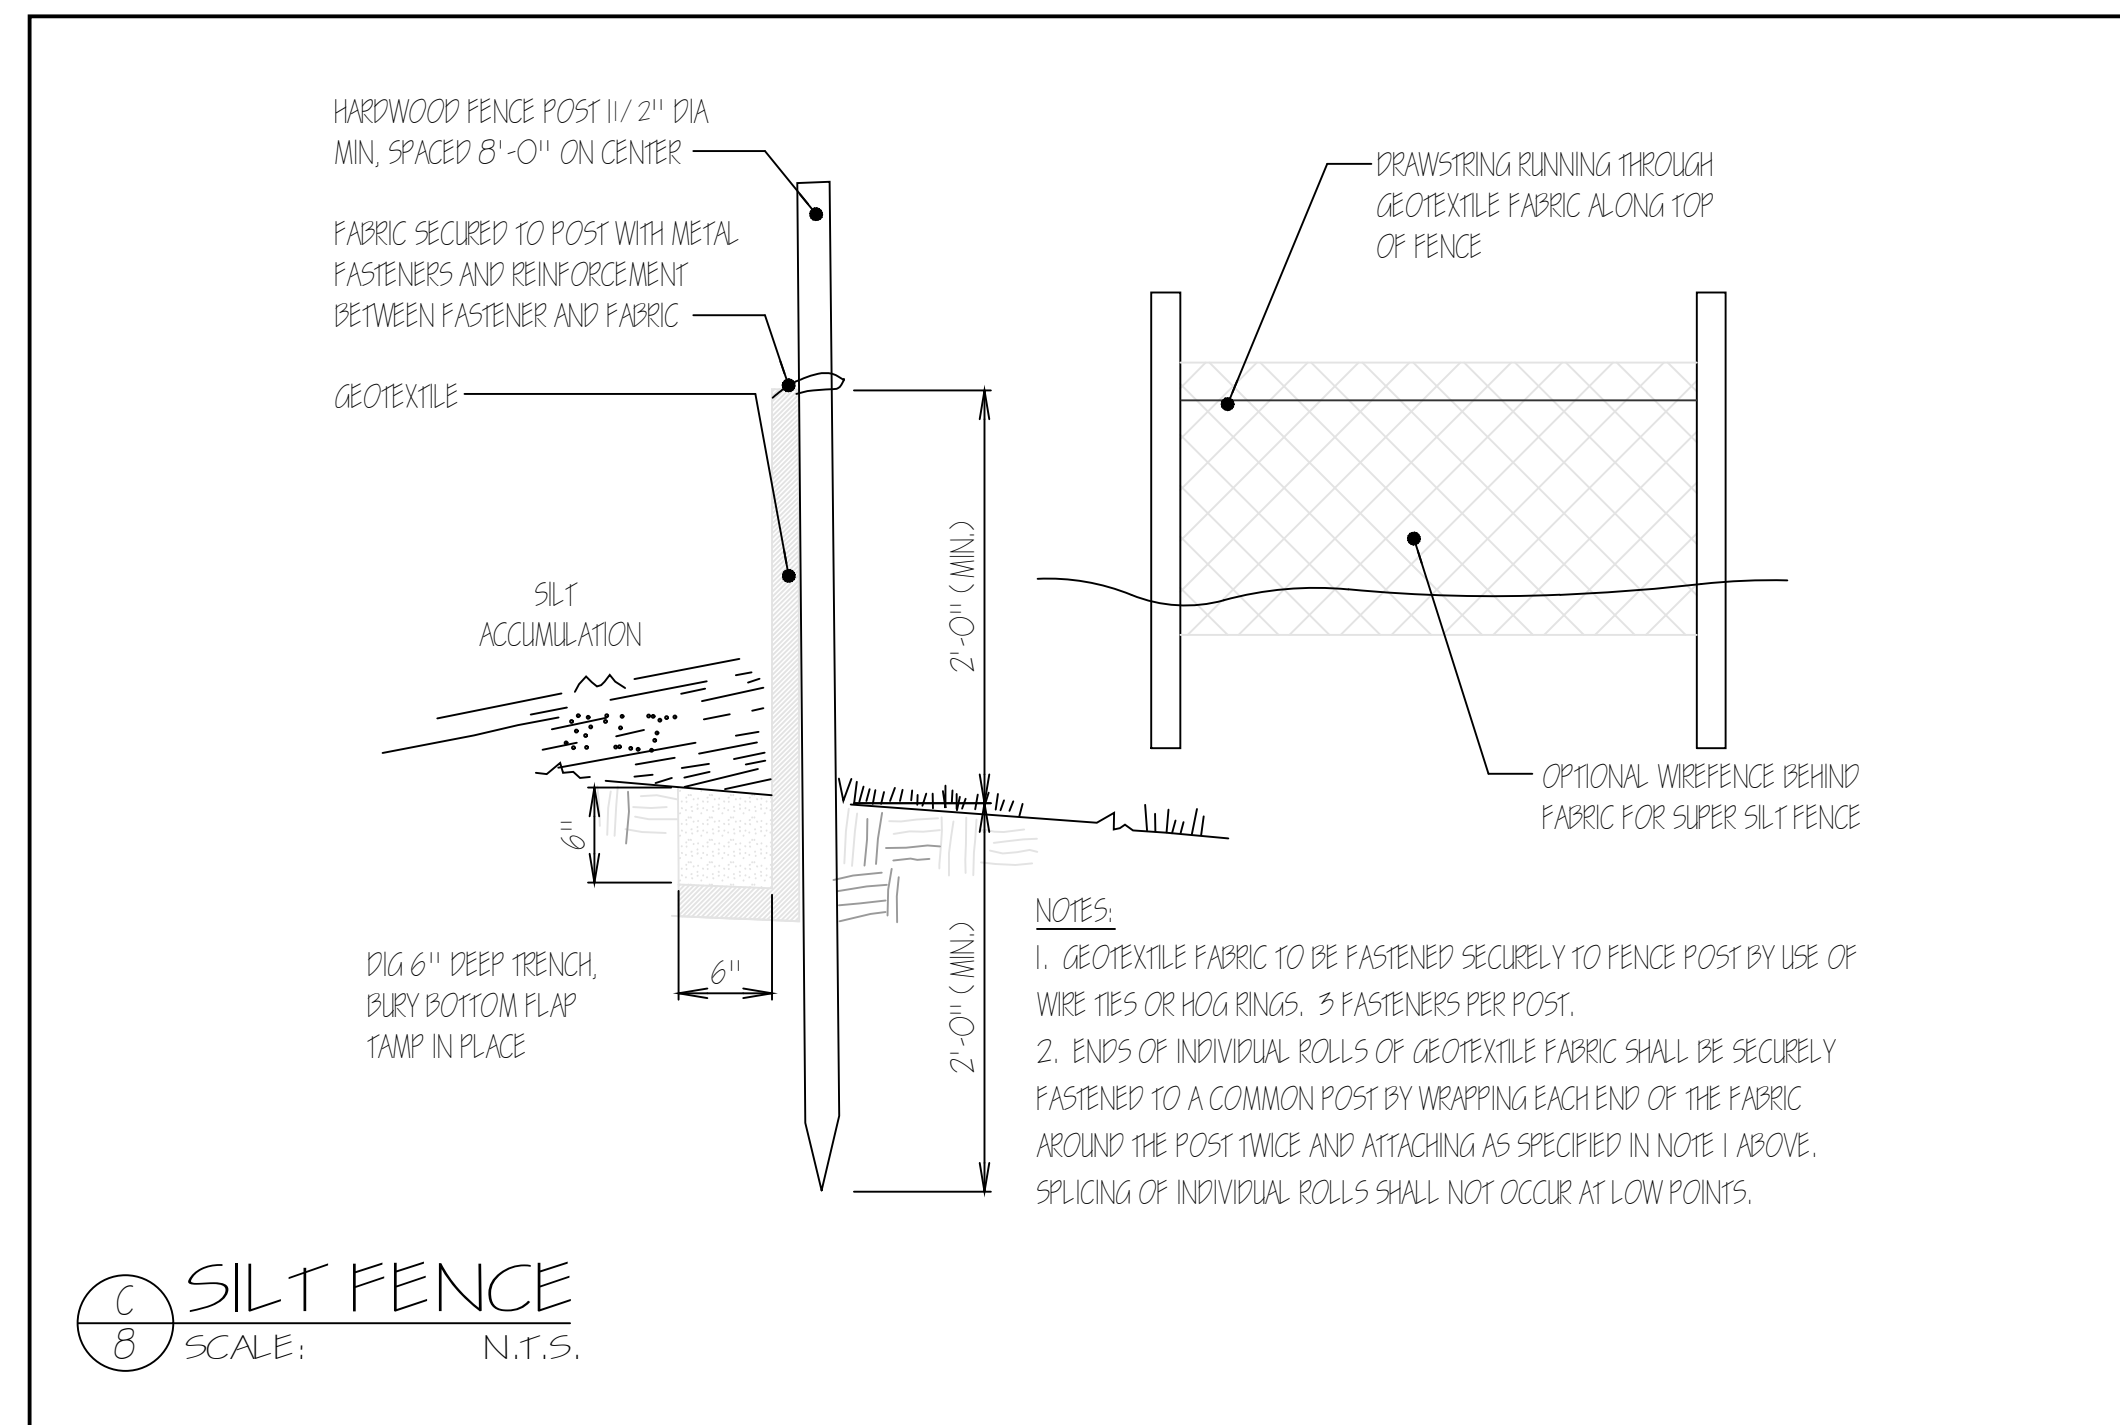 HARDWOOD FENCE POST 11/2" DIA
MIN, SPACED 8'-0" ON CENTER
FABRIC SECURED TO POST WITH METAL
FASTENERS AND REINFORCEMENT
BETWEEN FASTENER AND FABRIC
GEOTEXTILE
SILT
ACCUMULATION
6"
6"
DIG 6" DEEP TRENCH,
BURY BOTTOM FLAP
TAMP IN PLACE
2'-0" (MIN.)
2'-0" (MIN.)
DRAWSTRING RUNNING THROUGH
GEOTEXTILE FABRIC ALONG TOP
OF FENCE
OPTIONAL WIREFENCE BEHIND
FABRIC FOR SUPER SILT FENCE
NOTES:
1. GEOTEXTILE FABRIC TO BE FASTENED SECURELY TO FENCE POST BY USE OF
WIRE TIES OR HOG RINGS. 3 FASTENERS PER POST.
2. ENDS OF INDIVIDUAL ROLLS OF GEOTEXTILE FABRIC SHALL BE SECURELY
FASTENED TO A COMMON POST BY WRAPPING EACH END OF THE FABRIC
AROUND THE POST TWICE AND ATTACHING AS SPECIFIED IN NOTE 1 ABOVE.
SPLICING OF INDIVIDUAL ROLLS SHALL NOT OCCUR AT LOW POINTS.
C
8
SILT FENCE
SCALE: N.T.S.